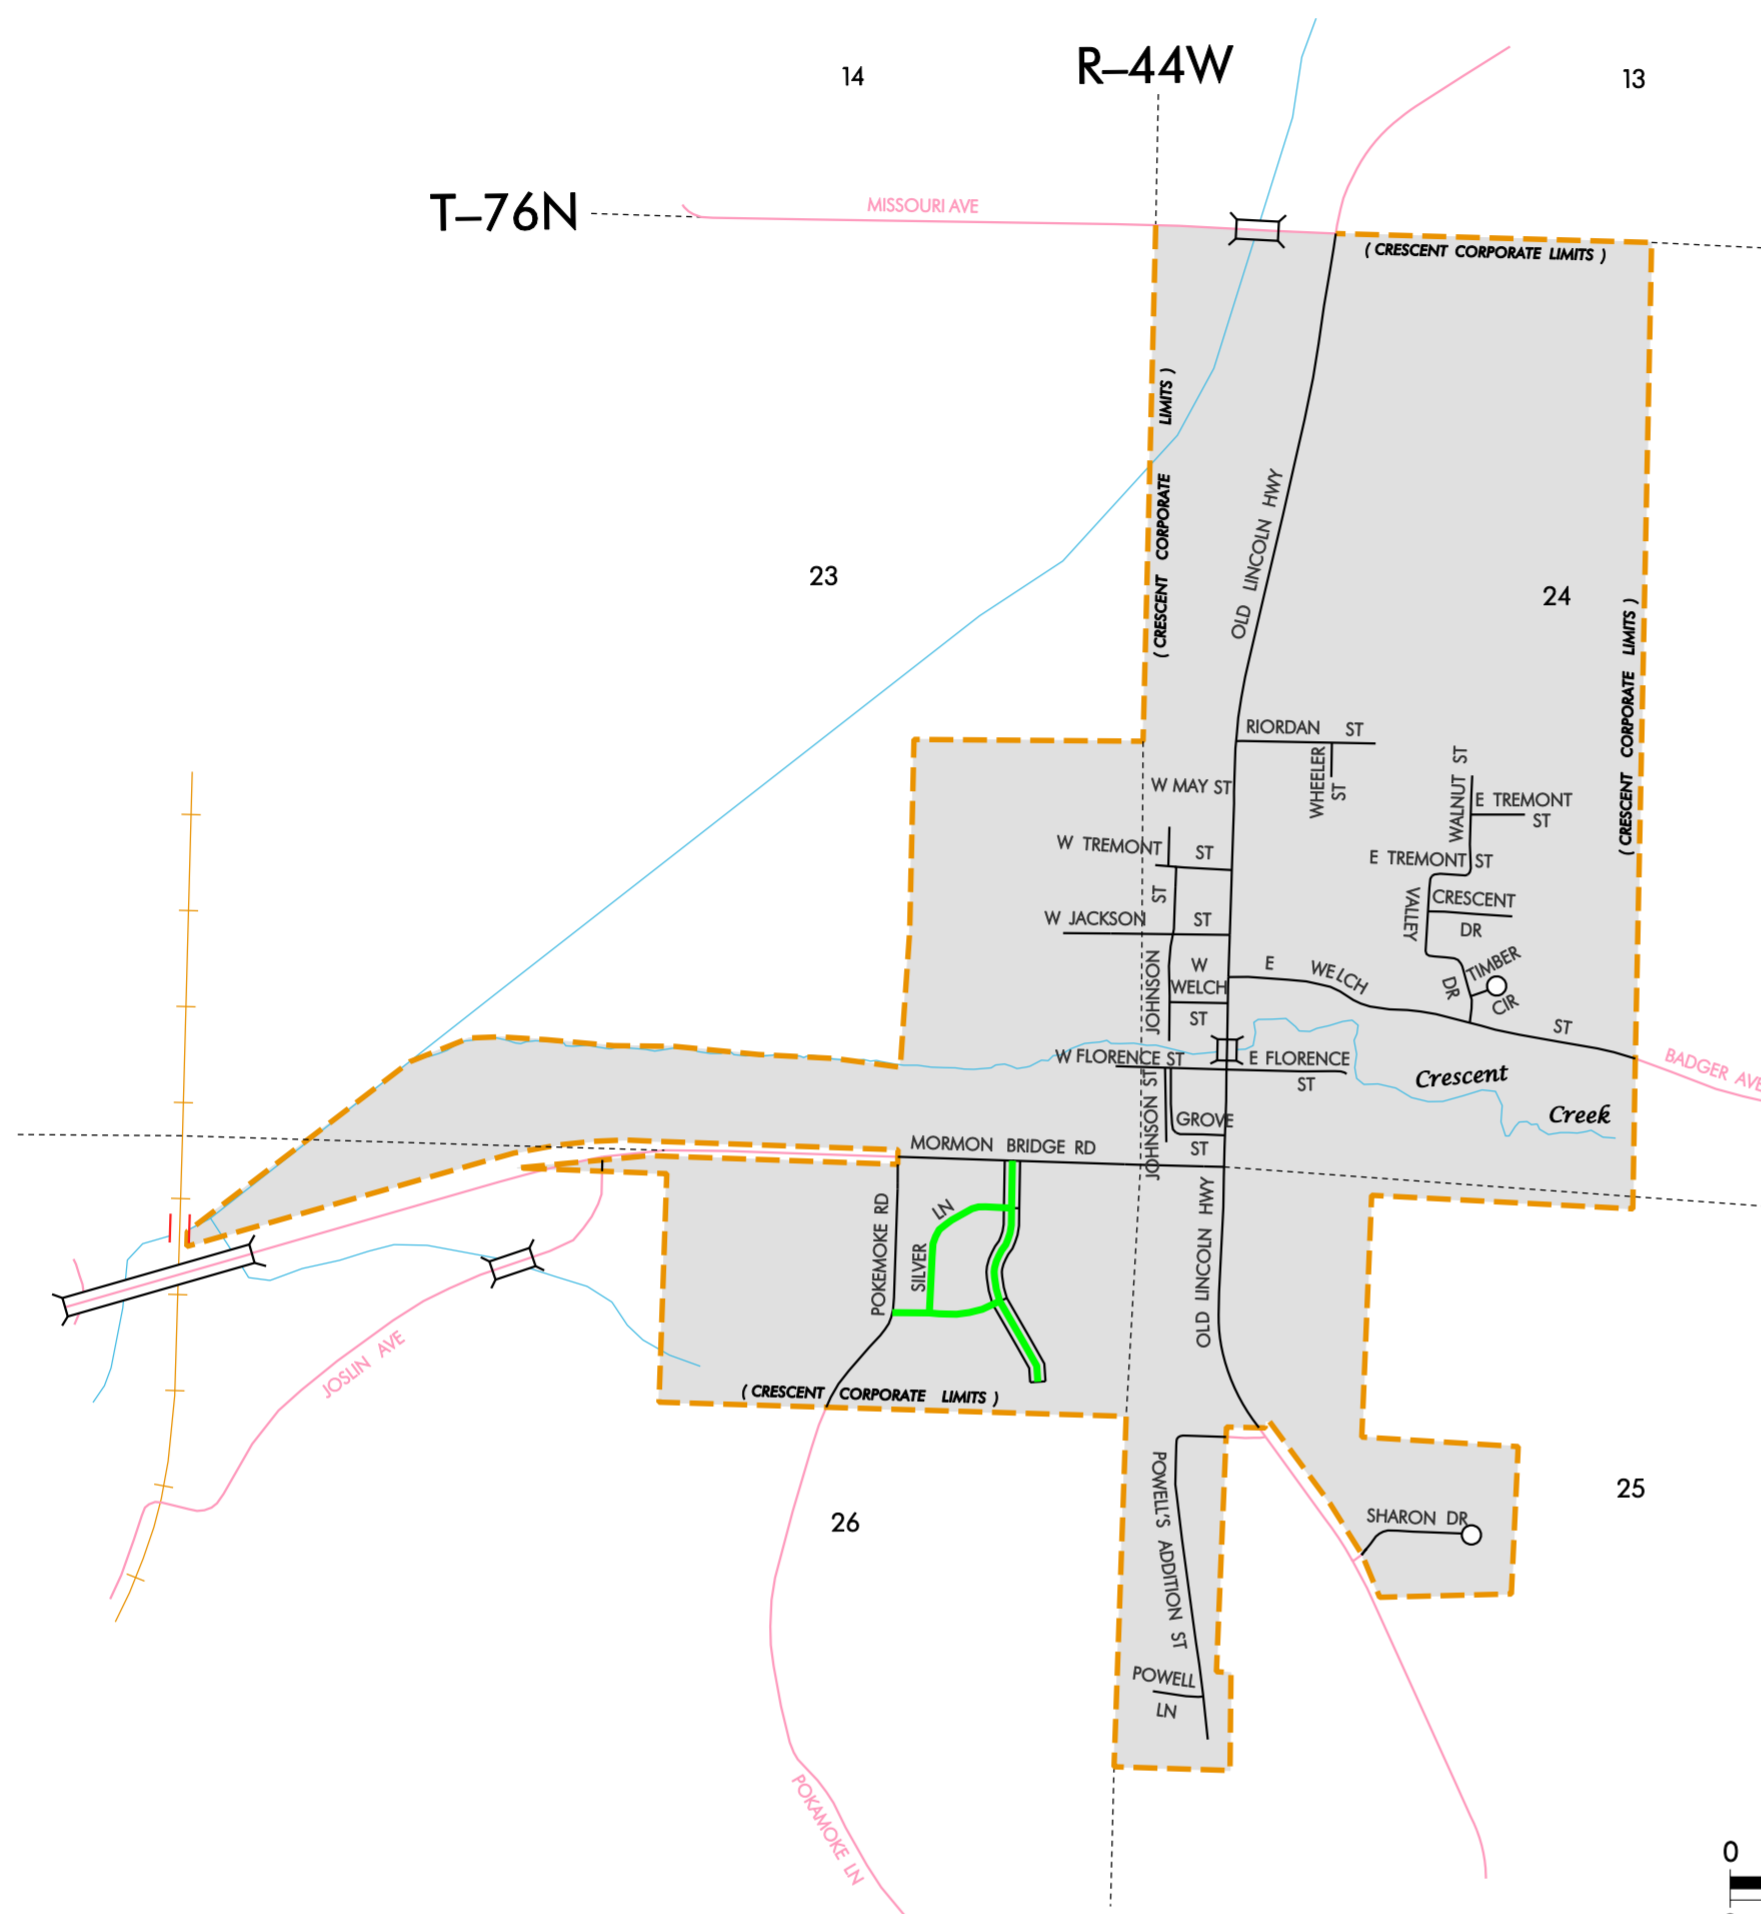 14
R–44W
13
T–76N
MISSOURI AVE
( CRESCENT CORPORATE LIMITS )
( CRESCENT CORPORATE LIMITS )
OLD LINCOLN HWY
23
24
( CRESCENT CORPORATE LIMITS )
RIORDAN ST
WHEELER
ST
W MAY ST
WALNUT ST
E TREMONT
ST
W TREMONT ST
E TREMONT ST
ST
VALLEY
CRESCENT
DR
W JACKSON ST
JOHNSON
W
WELCH
ST
E WELCH ST
DR
TIMBER
CIR
W FLORENCE ST
E FLORENCE
ST
Crescent
Creek
BADGER AVE
JOHNSON ST
GROVE
ST
MORMON BRIDGE RD
POKEMOKE RD
SILVER LN
OLD LINCOLN HWY
JOSLIN AVE
( CRESCENT CORPORATE LIMITS )
26
25
POWELL'S ADDITION ST
SHARON DR
POWELL
LN
POKAMOKE LN
0